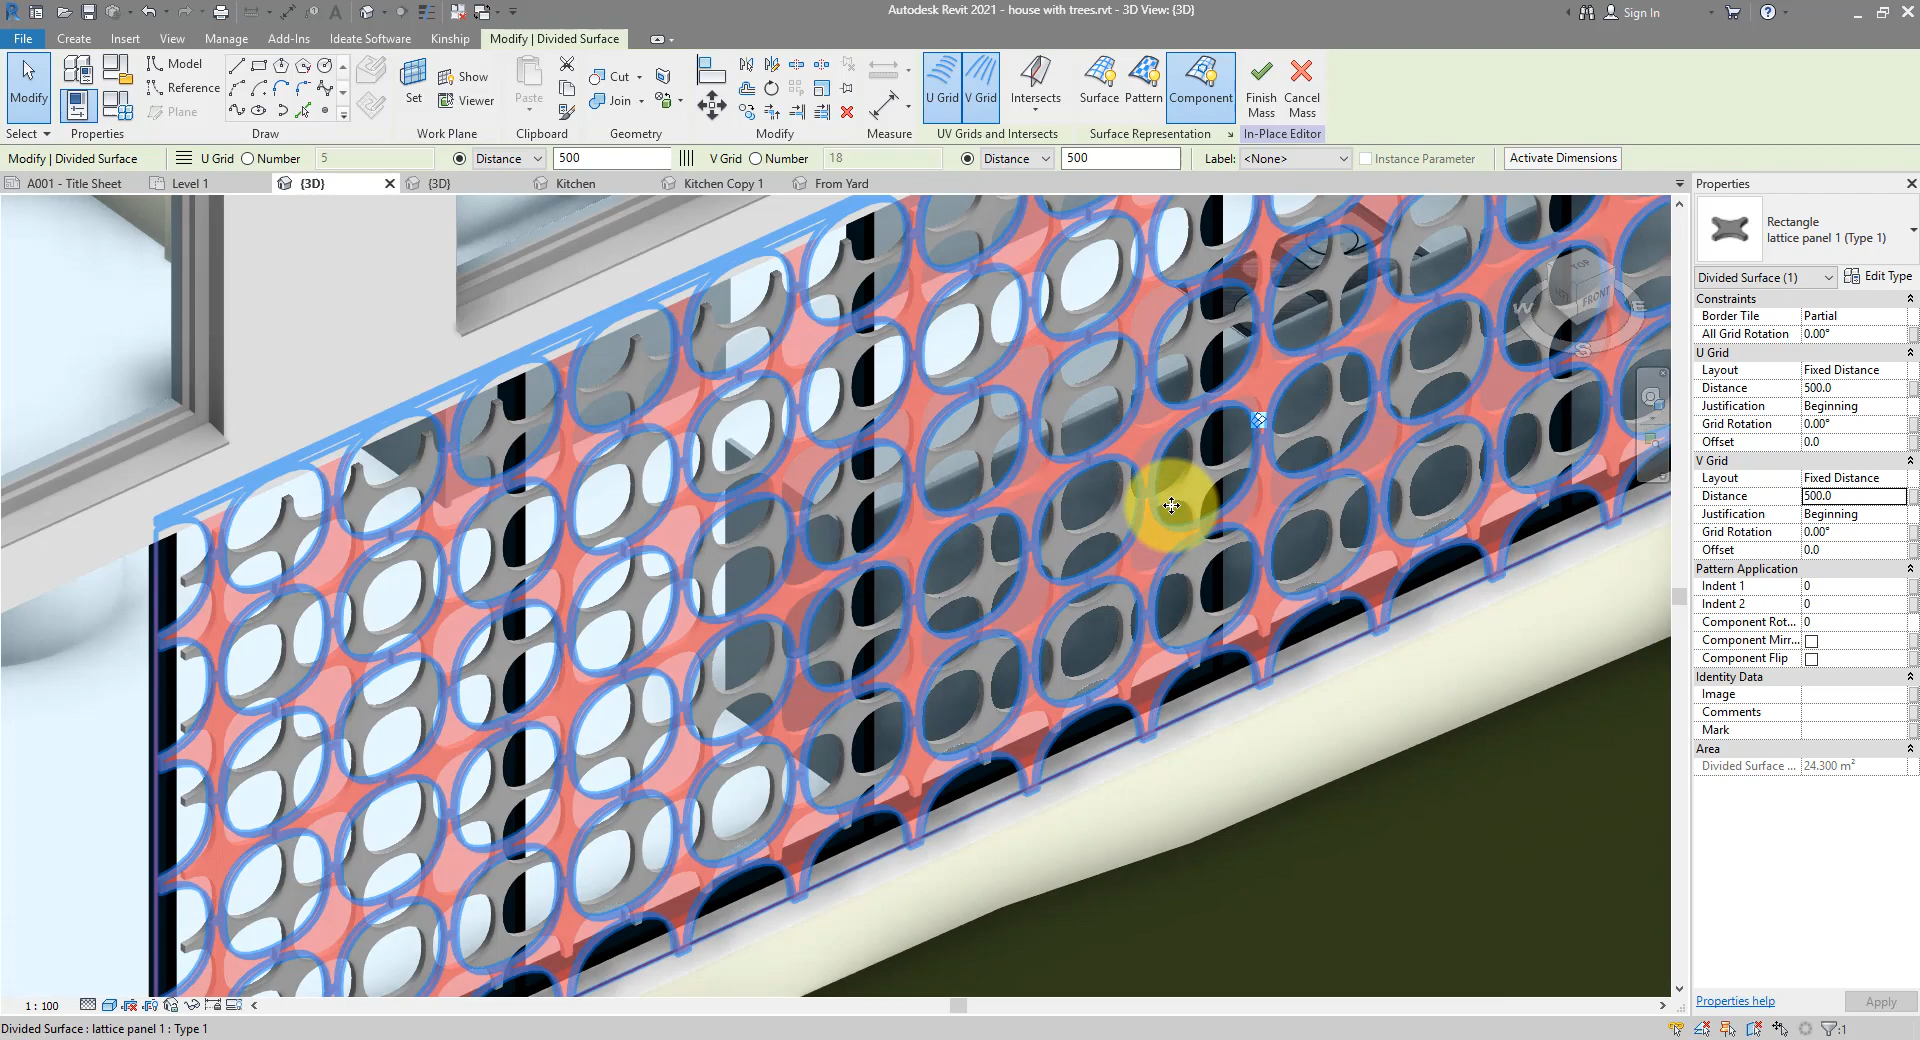 Autodesk Revit 2021 - house with trees.rvt - 3D View: {3D}
Sign In
File Create Insert View Manage Add-Ins Ideate Software Kinship Modify | Divided Surface
Modify
Model
Reference
Plane
Set
Show
Viewer
Paste
Cut
Join
U Grid V Grid Intersects Surface Pattern Component Finish Mass Cancel Mass
Select Properties Draw Work Plane Clipboard Geometry Modify Measure UV Grids and Intersects Surface Representation In-Place Editor
Modify | Divided Surface U Grid Number 5 Distance 500 V Grid Number 18 Distance 500 Label: <None> Instance Parameter Activate Dimensions
A001 - Title Sheet Level 1 {3D} {3D} Kitchen Kitchen Copy 1 From Yard
Properties
Rectangle
lattice panel 1 (Type 1)
Divided Surface (1) Edit Type
Constraints
Border Tile Partial
All Grid Rotation 0.00°
U Grid
Layout Fixed Distance
Distance 500.0
Justification Beginning
Grid Rotation 0.00°
Offset 0.0
V Grid
Layout Fixed Distance
Distance 500.0
Justification Beginning
Grid Rotation 0.00°
Offset 0.0
Pattern Application
Indent 1 0
Indent 2 0
Component Rot... 0
Component Mirr...
Component Flip
Identity Data
Image
Comments
Mark
Area
Divided Surface ... 24.300 m²
Properties help Apply
TOP
FRONT
W E
S
1 : 100
Divided Surface : lattice panel 1 : Type 1
:1